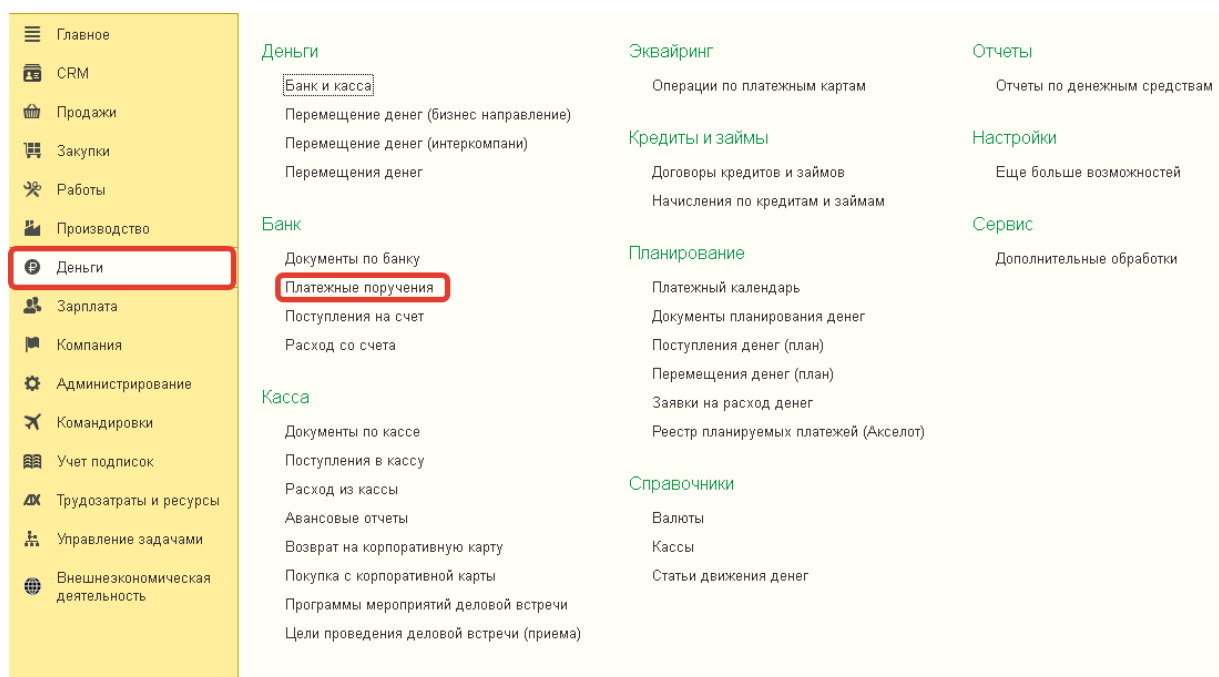 Главное
CRM
Продажи
Закупки
Работы
Производство
Деньги
Зарплата
Компания
Администрирование
Командировки
Учет подписок
Трудозатраты и ресурсы
Управление задачами
Внешнеэкономическая
деятельность
Деньги
Банк и касса
Перемещение денег (бизнес направление)
Перемещение денег (интеркомпани)
Перемещения денег
Банк
Документы по банку
Платежные поручения
Поступления на счет
Расход со счета
Касса
Документы по кассе
Поступления в кассу
Расход из кассы
Авансовые отчеты
Возврат на корпоративную карту
Покупка с корпоративной карты
Программы мероприятий деловой встречи
Цели проведения деловой встречи (приема)
Эквайринг
Операции по платежным картам
Кредиты и займы
Договоры кредитов и займов
Начисления по кредитам и займам
Планирование
Платежный календарь
Документы планирования денег
Поступления денег (план)
Перемещения денег (план)
Заявки на расход денег
Реестр планируемых платежей (Акселот)
Справочники
Валюты
Кассы
Статьи движения денег
Отчеты
Отчеты по денежным средствам
Настройки
Еще больше возможностей
Сервис
Дополнительные обработки